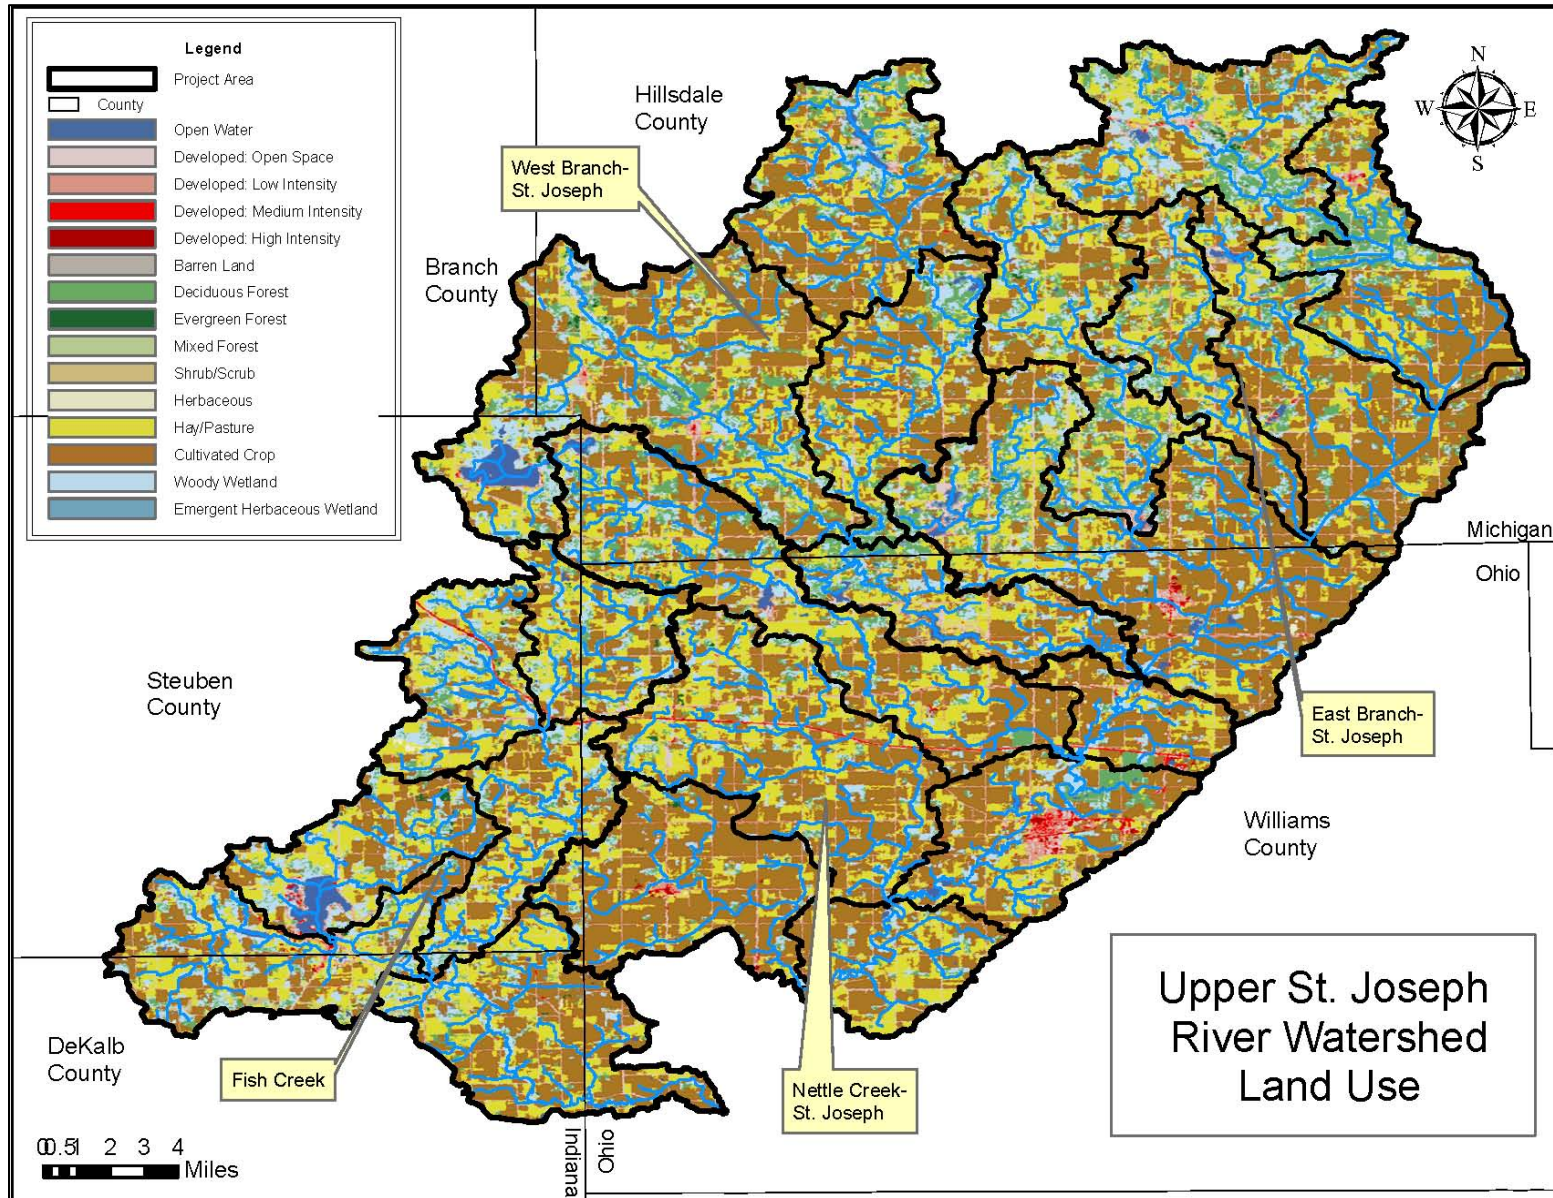 Legend
Project Area
County
Open Water
Developed: Open Space
Developed: Low Intensity
Developed: Medium Intensity
Developed: High Intensity
Barren Land
Deciduous Forest
Evergreen Forest
Mixed Forest
Shrub/Scrub
Herbaceous
Hay/Pasture
Cultivated Crop
Woody Wetland
Emergent Herbaceous Wetland
Hillsdale
County
N
W
E
S
West Branch-
St. Joseph
Branch
County
Michigan
Ohio
Steuben
County
East Branch-
St. Joseph
Williams
County
DeKalb
County
Fish Creek
Nettle Creek-
St. Joseph
Upper St. Joseph
River Watershed
Land Use
Indiana
Ohio
0 0.5 1 2 3 4
Miles